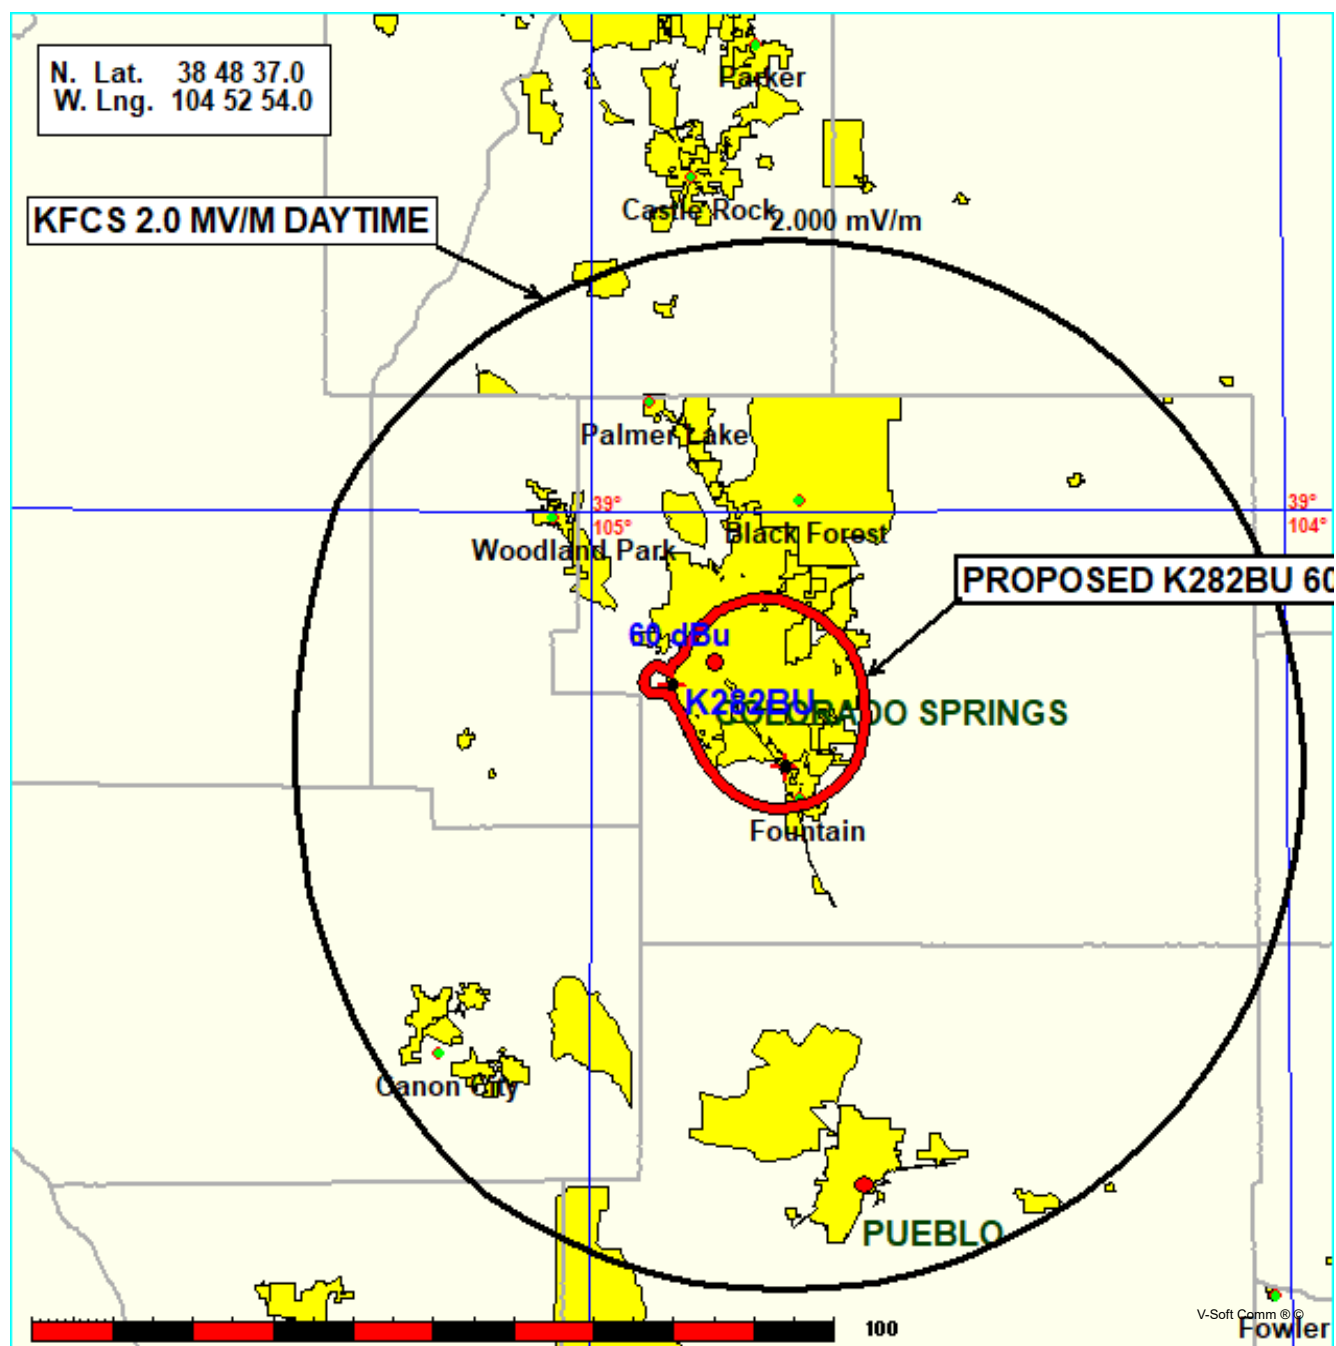 N. Lat. 38 48 37.0
W. Lng. 104 52 54.0
Parker
KFCS 2.0 MV/M DAYTIME
Castle Rock
2.000 mV/m
Palmer Lake
39°
105°
39°
104°
Black Forest
Woodland Park
PROPOSED K282BU 60
60 dBu
K282BU
COLORADO SPRINGS
Fountain
Canon City
PUEBLO
V-Soft Comm ® ©
100
Fowler